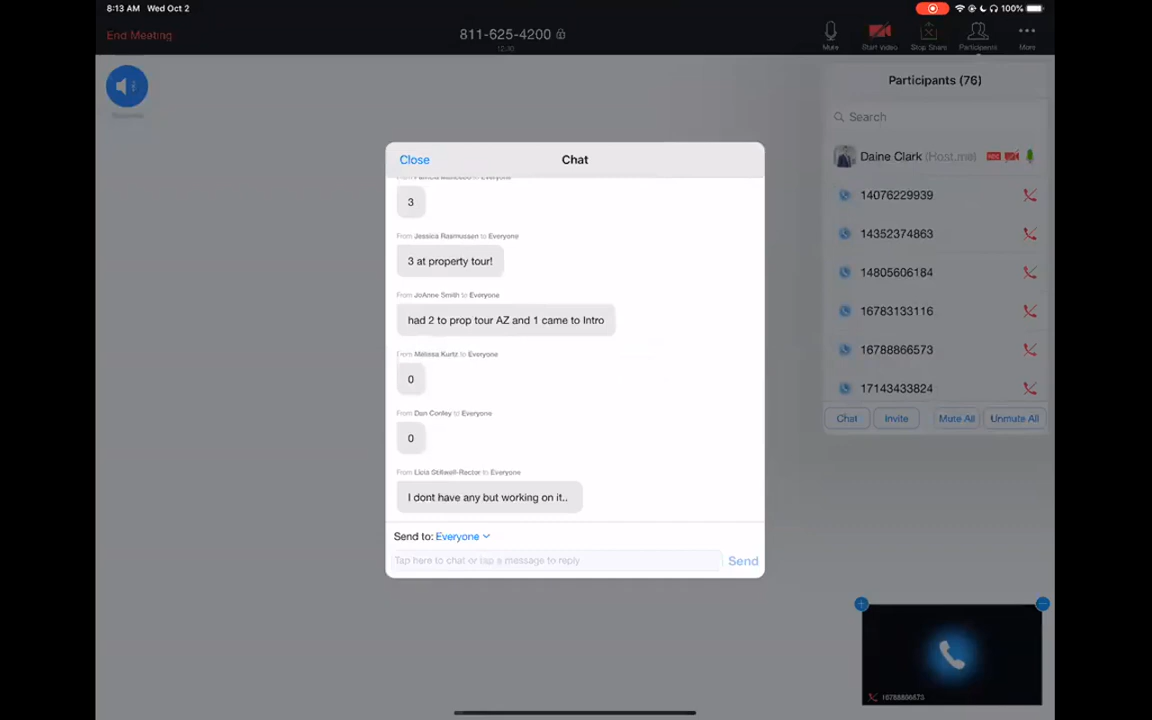 8:13 AM Wed Oct 2
100%
End Meeting
811-625-4200
Mute
Start Video
Stop Share
Participants
More
Participants (76)
Search
Daine Clark (Host, me)
REC
14076229939
14352374863
14805606184
16783133116
16788866573
17143433824
Chat
Invite
Mute All
Unmute All
Close
Chat
to Everyone
3
From Jessica Rasmussen to Everyone
3 at property tour!
From JoAnne Smith to Everyone
had 2 to prop tour AZ and 1 came to Intro
From Melissa Kurtz to Everyone
0
From Dan Conley to Everyone
0
From Licia Stillwell-Rector to Everyone
I dont have any but working on it..
Send to: Everyone
Tap here to chat or tap a message to reply
Send
16788866573